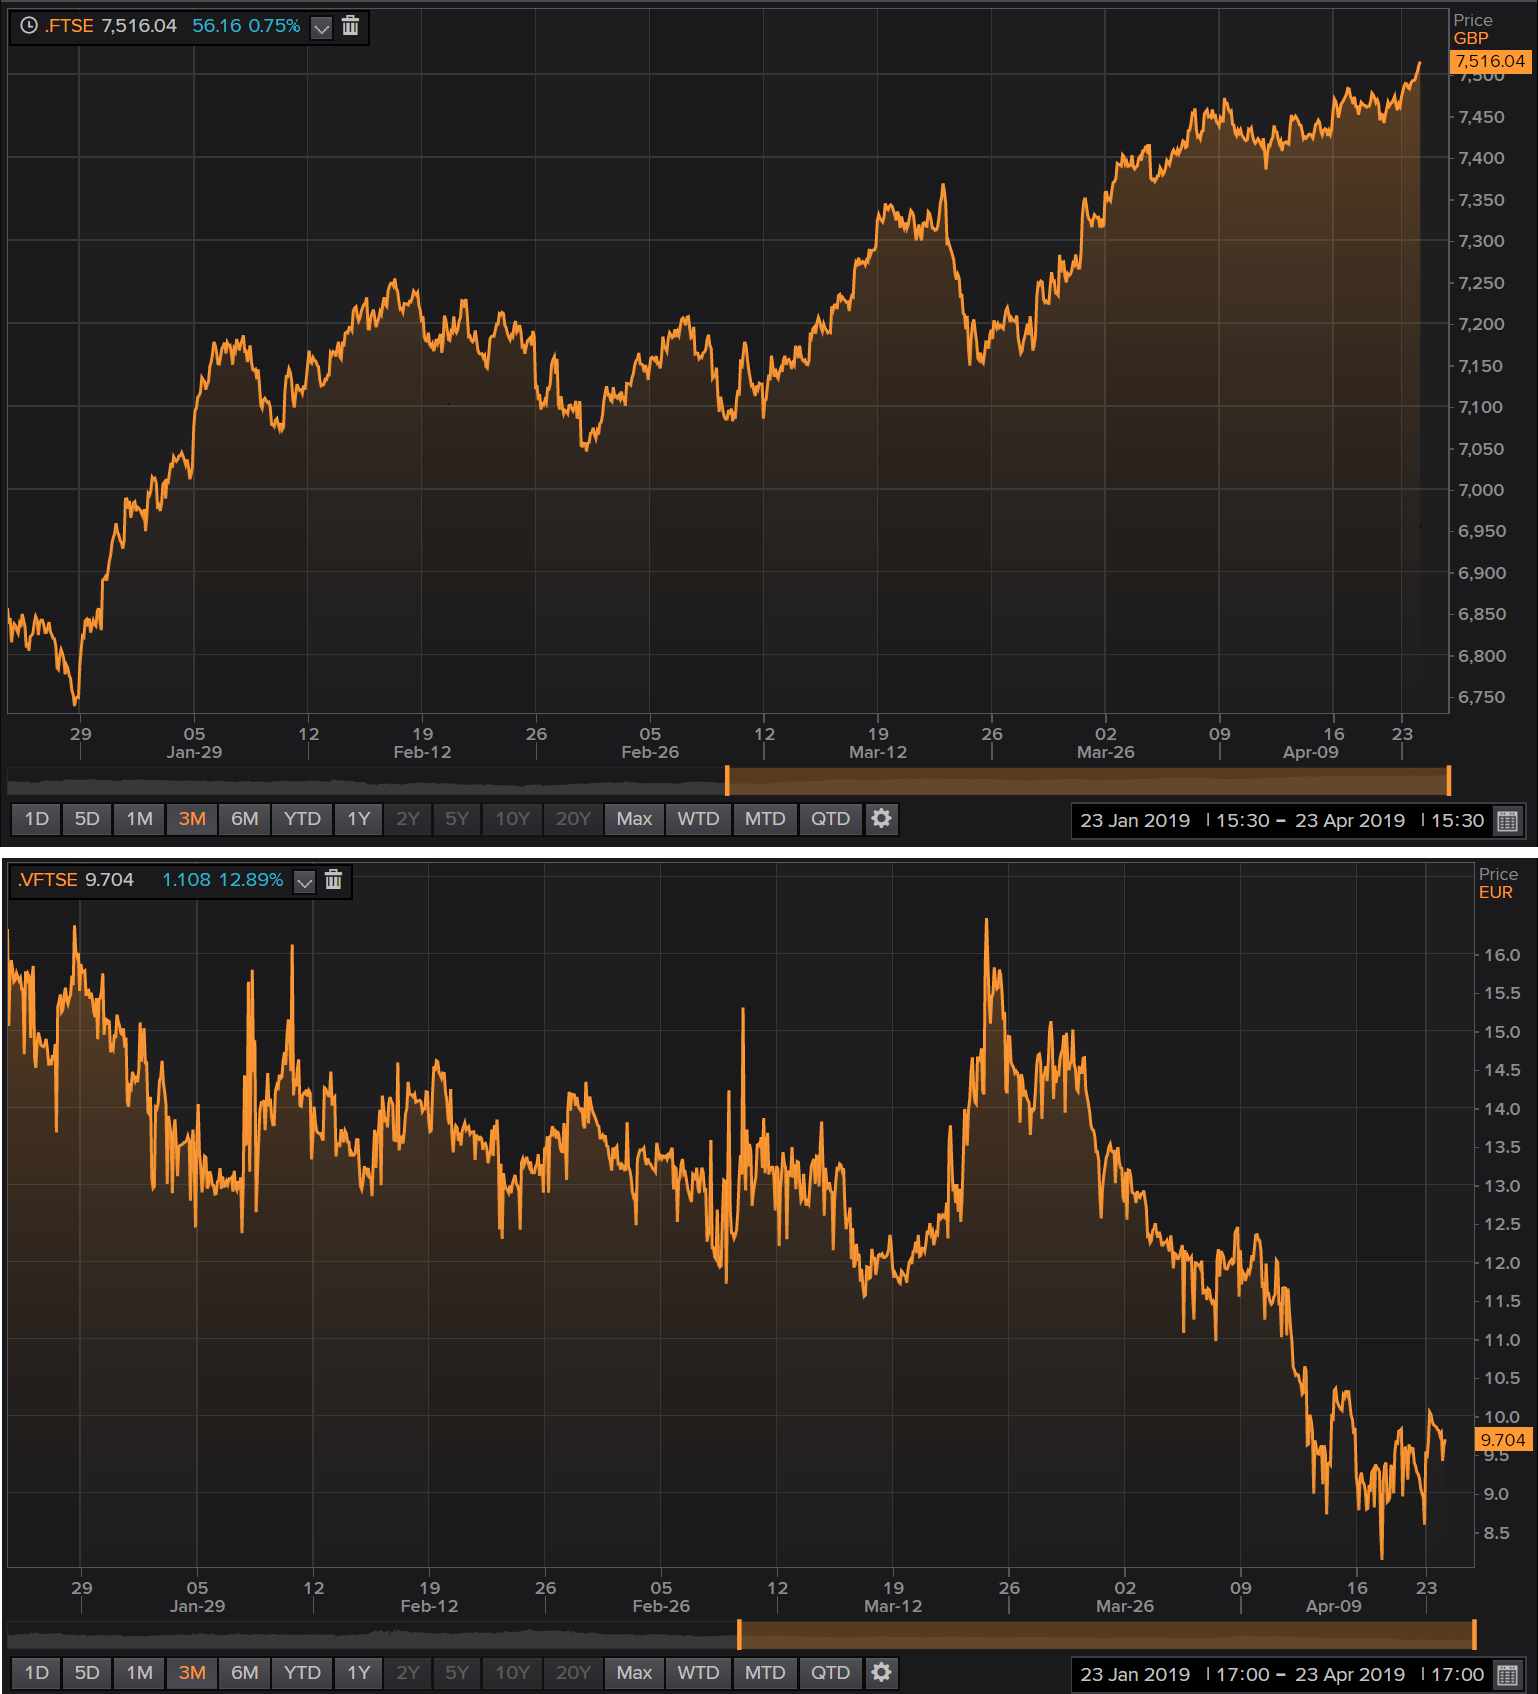 .FTSE 7,516.04 56.16 0.75%
Price
GBP
7,516.04
7,500
7,450
7,400
7,350
7,300
7,250
7,200
7,150
7,100
7,050
7,000
6,950
6,900
6,850
6,800
6,750
29 05 12 19 26 05 12 19 26 02 09 16 23
Jan-29 Feb-12 Feb-26 Mar-12 Mar-26 Apr-09
1D 5D 1M 3M 6M YTD 1Y 2Y 5Y 10Y 20Y Max WTD MTD QTD
23 Jan 2019 | 15:30 – 23 Apr 2019 | 15:30
.VFTSE 9.704 1.108 12.89%
Price
EUR
16.0
15.5
15.0
14.5
14.0
13.5
13.0
12.5
12.0
11.5
11.0
10.5
10.0
9.704
9.5
9.0
8.5
29 05 12 19 26 05 12 19 26 02 09 16 23
Jan-29 Feb-12 Feb-26 Mar-12 Mar-26 Apr-09
1D 5D 1M 3M 6M YTD 1Y 2Y 5Y 10Y 20Y Max WTD MTD QTD
23 Jan 2019 | 17:00 – 23 Apr 2019 | 17:00